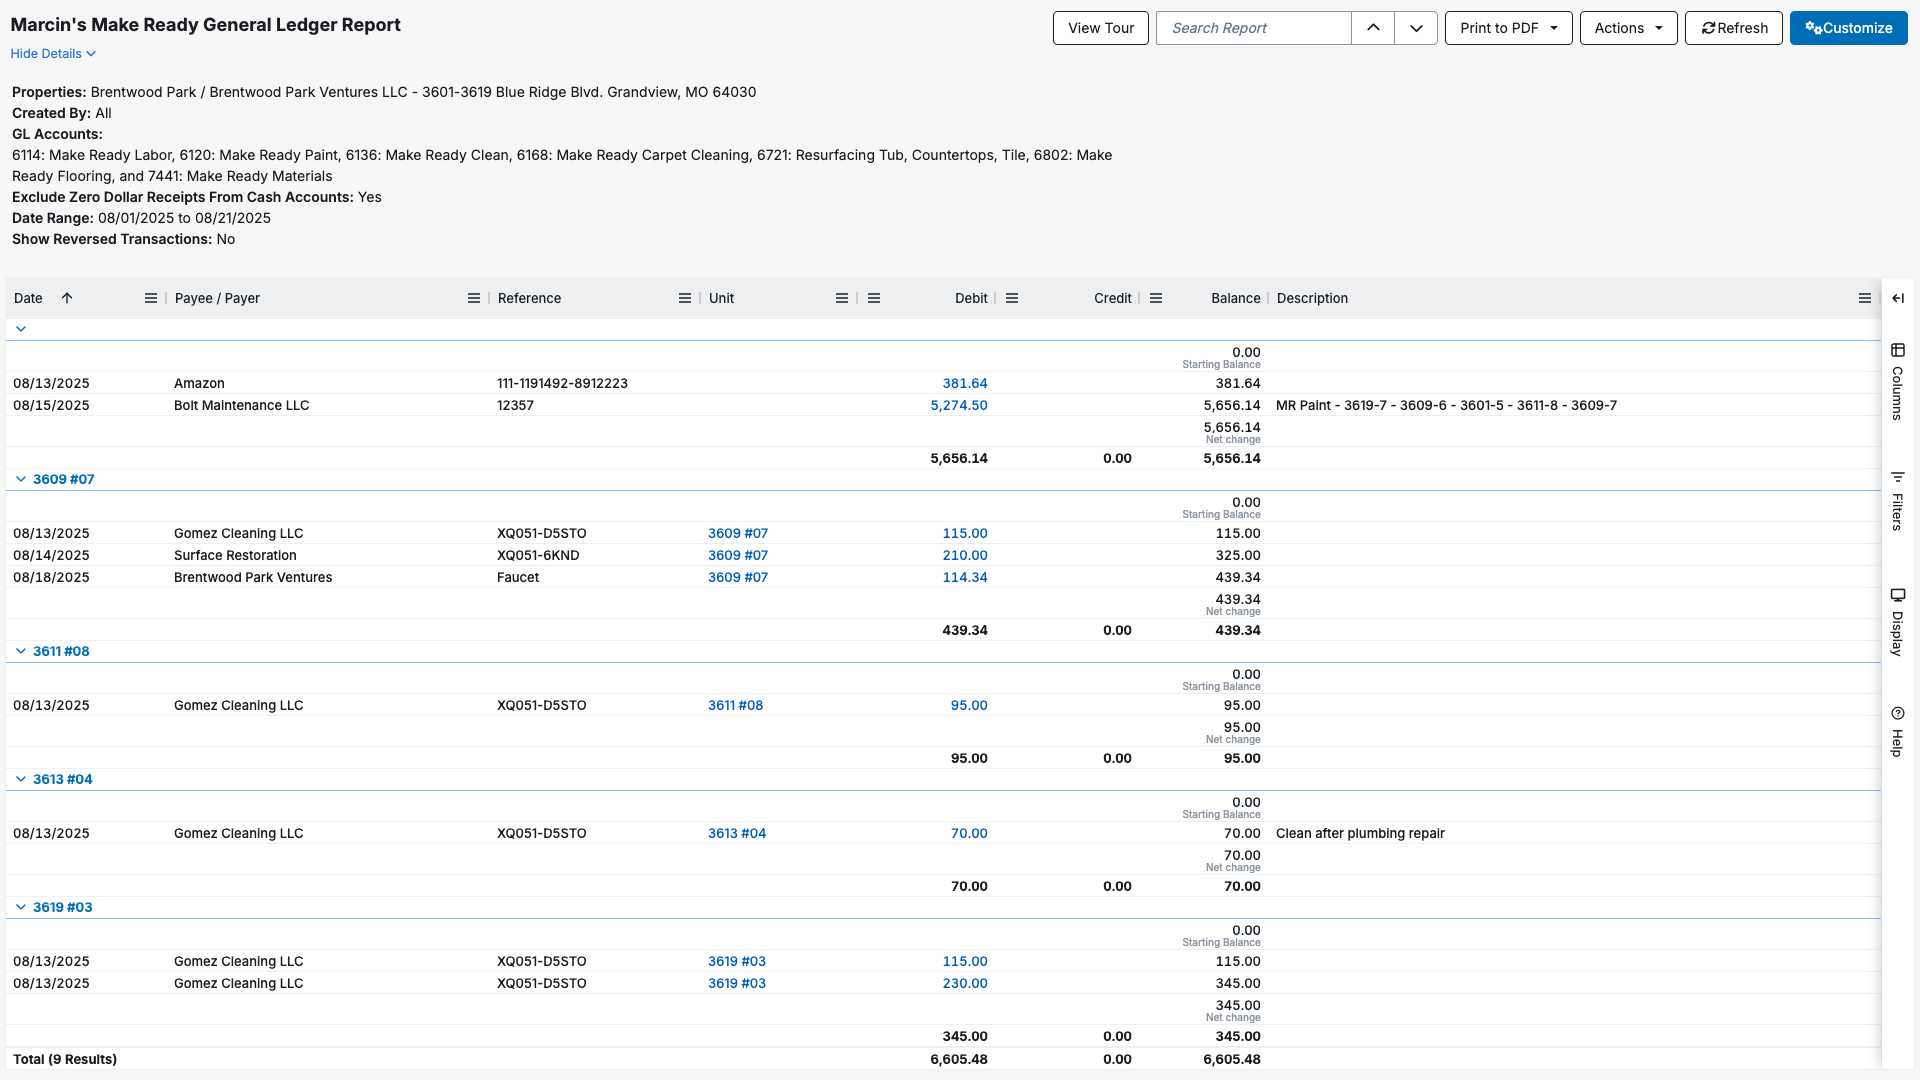 Marcin's Make Ready General Ledger Report
View Tour
Search Report
Print to PDF
Actions
Refresh
Customize
Hide Details
Properties: Brentwood Park / Brentwood Park Ventures LLC - 3601-3619 Blue Ridge Blvd. Grandview, MO 64030
Created By: All
GL Accounts:
6114: Make Ready Labor, 6120: Make Ready Paint, 6136: Make Ready Clean, 6168: Make Ready Carpet Cleaning, 6721: Resurfacing Tub, Countertops, Tile, 6802: Make
Ready Flooring, and 7441: Make Ready Materials
Exclude Zero Dollar Receipts From Cash Accounts: Yes
Date Range: 08/01/2025 to 08/21/2025
Show Reversed Transactions: No
Date Payee / Payer Reference Unit Debit Credit Balance Description
0.00
Starting Balance
08/13/2025 Amazon 111-1191492-8912223 381.64 381.64
08/15/2025 Bolt Maintenance LLC 12357 5,274.50 5,656.14 MR Paint - 3619-7 - 3609-6 - 3601-5 - 3611-8 - 3609-7
5,656.14
Net change
5,656.14 0.00 5,656.14
3609 #07
0.00
Starting Balance
08/13/2025 Gomez Cleaning LLC XQ051-D5STO 3609 #07 115.00 115.00
08/14/2025 Surface Restoration XQ051-6KND 3609 #07 210.00 325.00
08/18/2025 Brentwood Park Ventures Faucet 3609 #07 114.34 439.34
439.34
Net change
439.34 0.00 439.34
3611 #08
0.00
Starting Balance
08/13/2025 Gomez Cleaning LLC XQ051-D5STO 3611 #08 95.00 95.00
95.00
Net change
95.00 0.00 95.00
3613 #04
0.00
Starting Balance
08/13/2025 Gomez Cleaning LLC XQ051-D5STO 3613 #04 70.00 70.00 Clean after plumbing repair
70.00
Net change
70.00 0.00 70.00
3619 #03
0.00
Starting Balance
08/13/2025 Gomez Cleaning LLC XQ051-D5STO 3619 #03 115.00 115.00
08/13/2025 Gomez Cleaning LLC XQ051-D5STO 3619 #03 230.00 345.00
345.00
Net change
345.00 0.00 345.00
Total (9 Results) 6,605.48 0.00 6,605.48
Columns
Filters
Display
Help